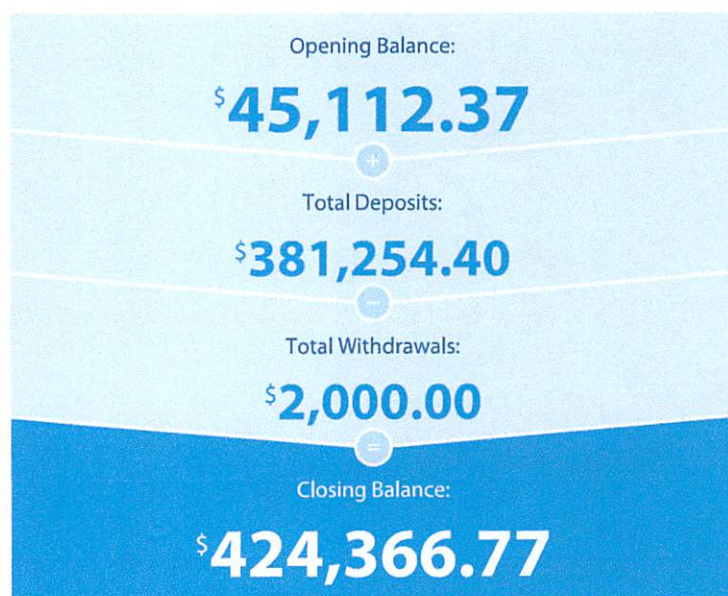 Opening Balance:
$45,112.37
+
Total Deposits:
$381,254.40
−
Total Withdrawals:
$2,000.00
=
Closing Balance:
$424,366.77